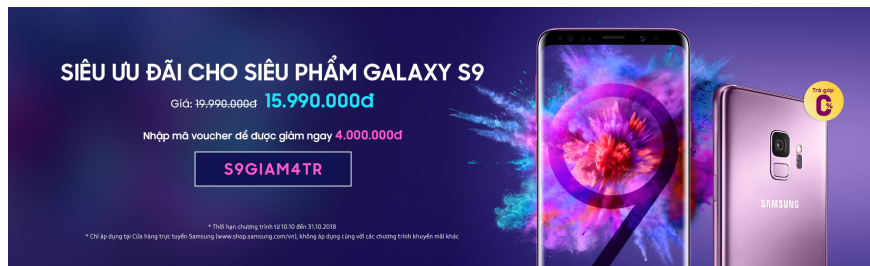 SIÊU ƯU ĐÃI CHO SIÊU PHẨM GALAXY S9
Giá: 19.990.000đ 15.990.000đ
Nhập mã voucher để được giảm ngay 4.000.000đ
S9GIAM4TR
* Thời hạn chương trình từ 10.10 đến 31.10.2018
* Chỉ áp dụng tại Cửa hàng trực tuyến Samsung (www.shop.samsung.com/vn), không áp dụng cùng với các chương trình khuyến mãi khác
9
Trả góp
0%
SAMSUNG